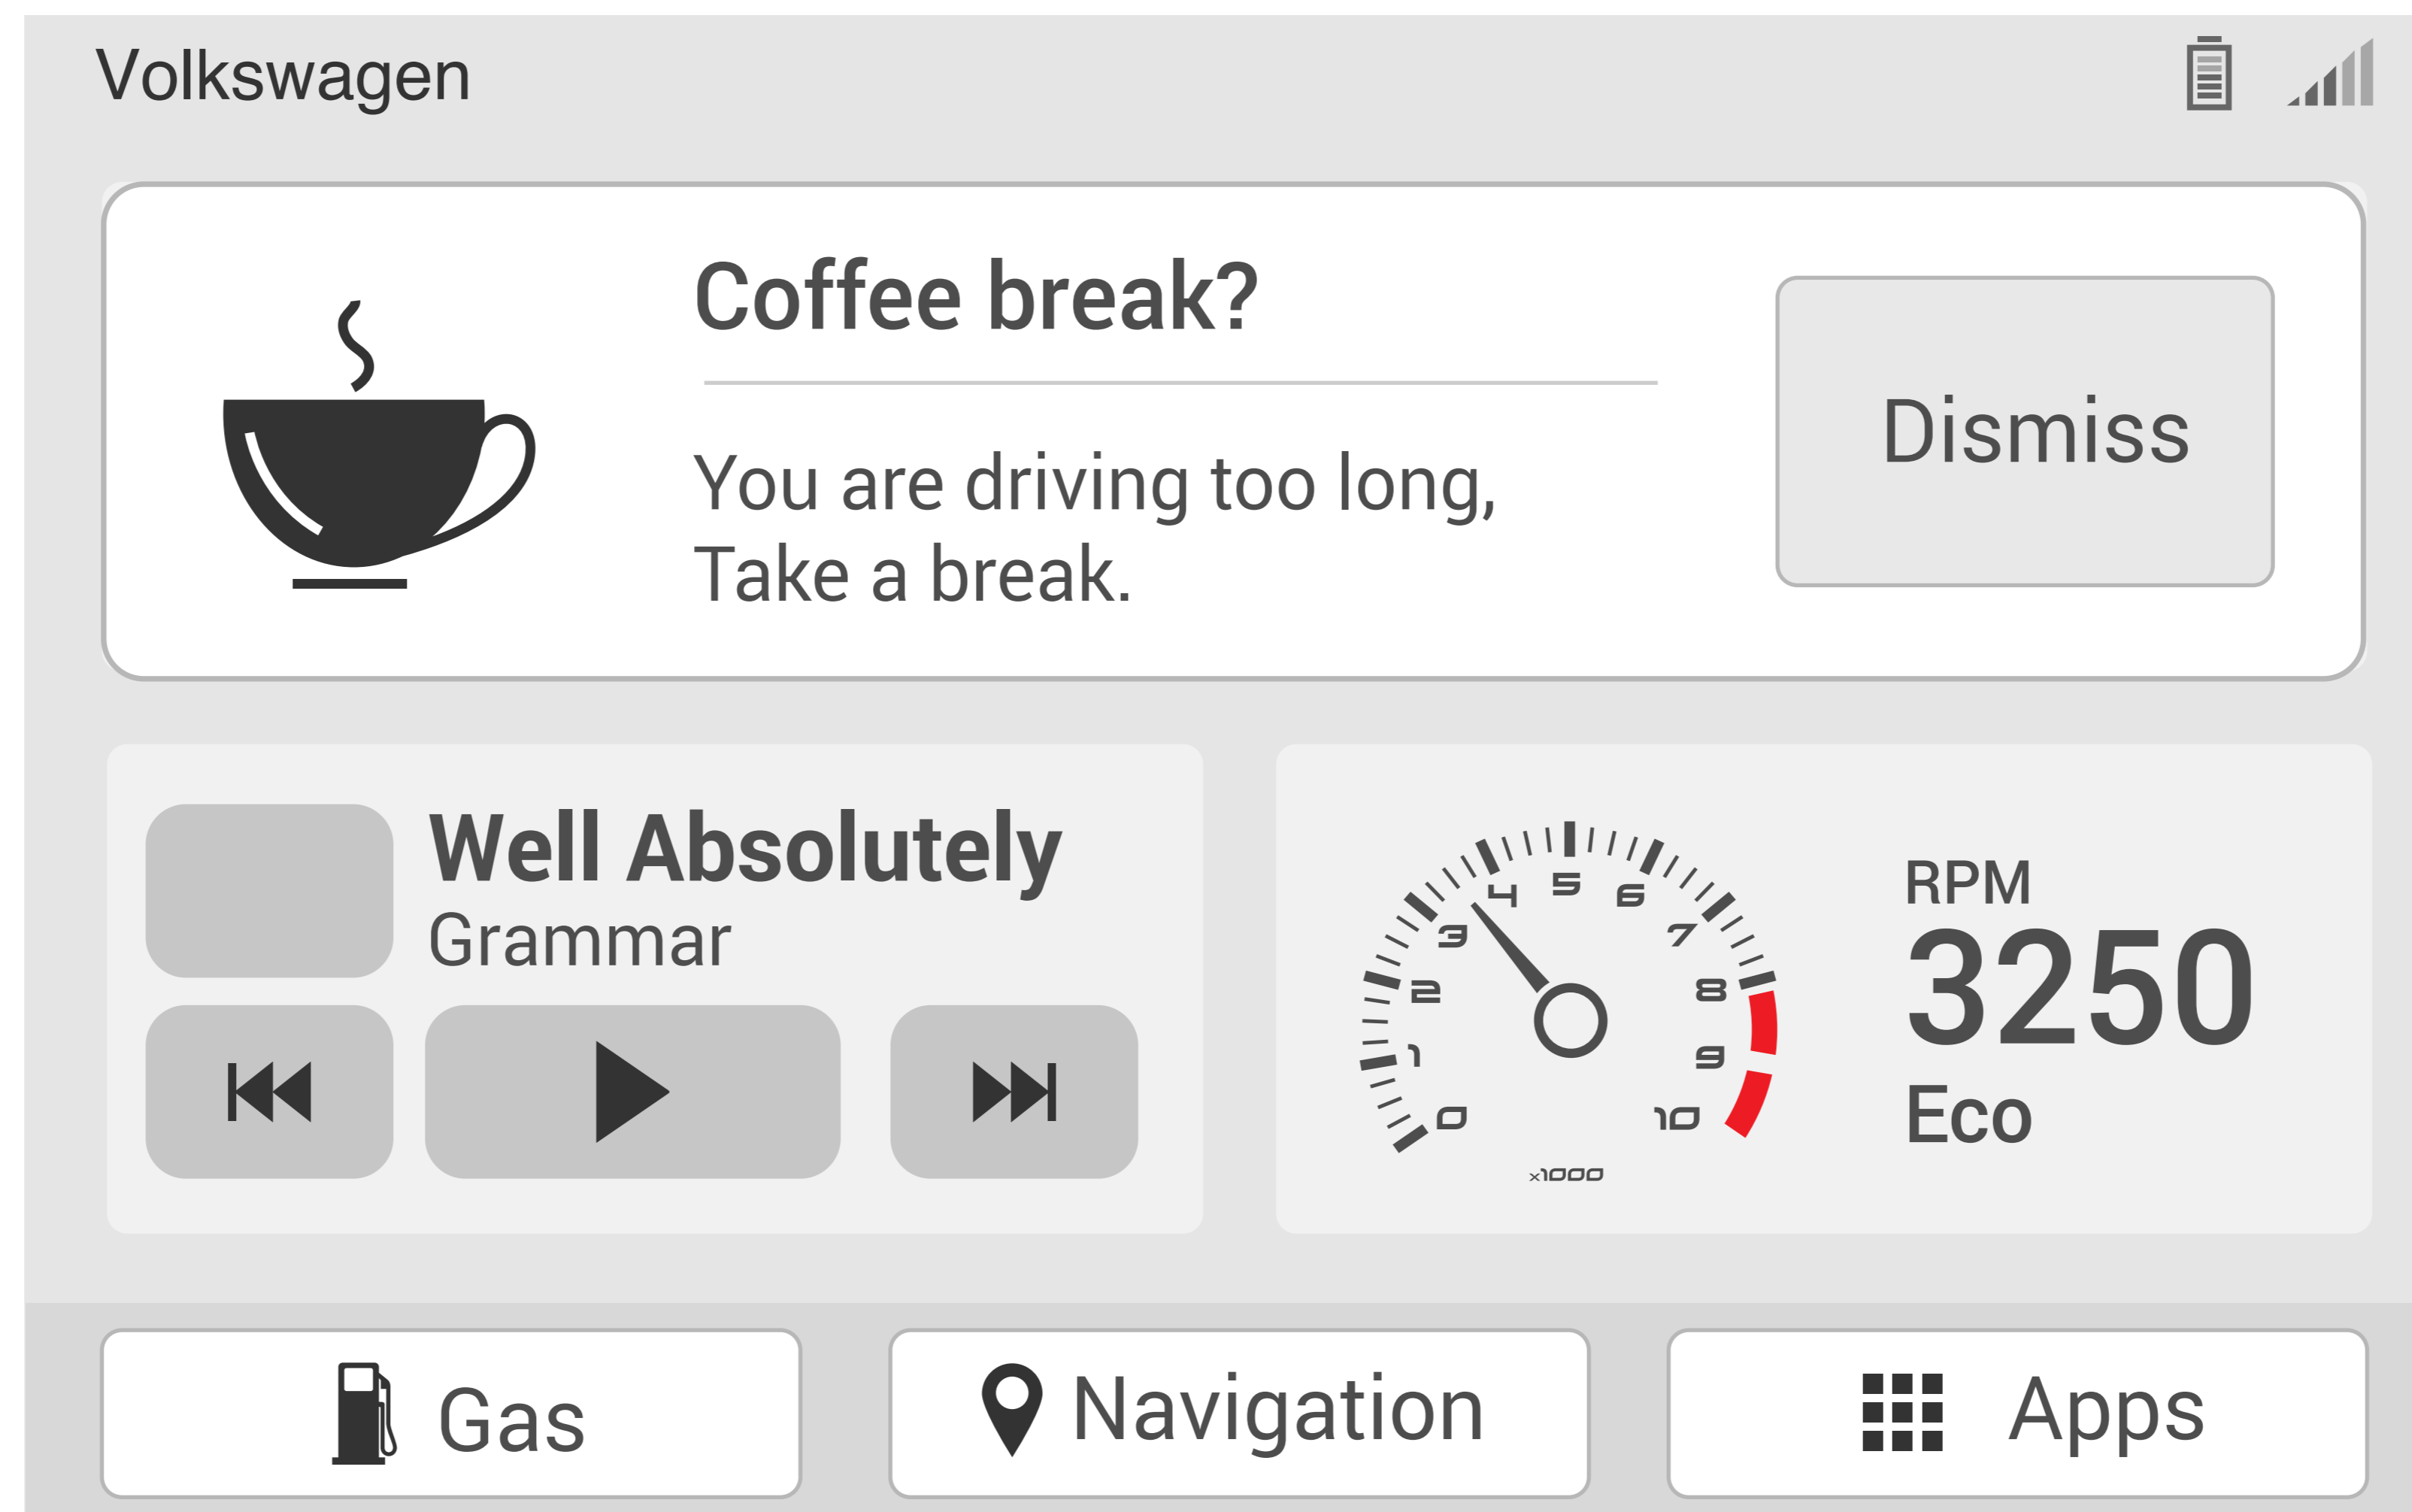 Volkswagen
Coffee break?
You are driving too long,
Take a break.
Dismiss
Well Absolutely
Grammar
0
1
2
3
4
5
6
7
8
9
10
x1000
RPM
3250
Eco
Gas
Navigation
Apps